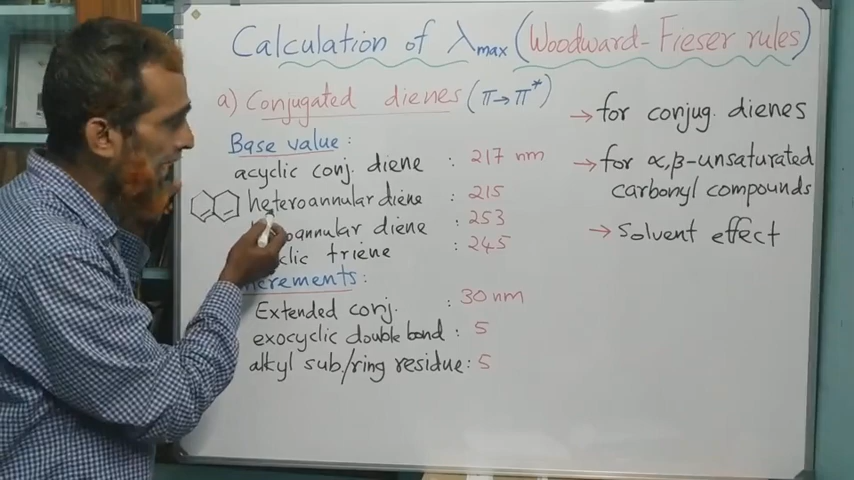 Calculation of λmax (Woodward-Fieser rules)
a) Conjugated dienes (π→π*)
Base value:
acyclic conj. diene : 217 nm
heteroannular diene : 215
oannular diene : 253
clic triene : 245
crements:
Extended conj. : 30 nm
exocyclic double bond : 5
alkyl sub./ring residue: 5
→ for conjug. dienes
→ for α,β-unsaturated
carbonyl compounds
→ Solvent effect